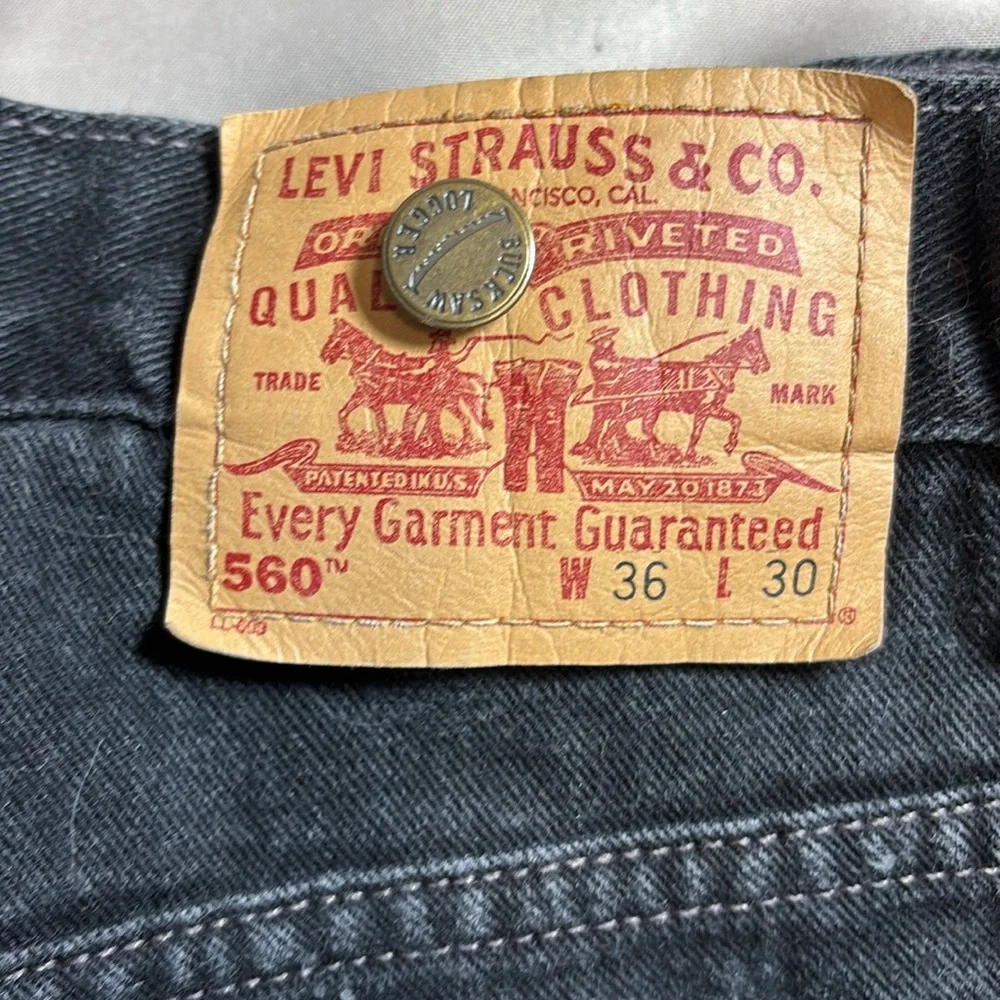 LEVI STRAUSS & CO.
NCISCO, CAL.
OR RIVETED
QUAL CLOTHING
BUCKSAW
LOGGER
TRADE MARK
PATENTED IN U.S. MAY 20 1873
Every Garment Guaranteed
560™ W 36 L 30
®